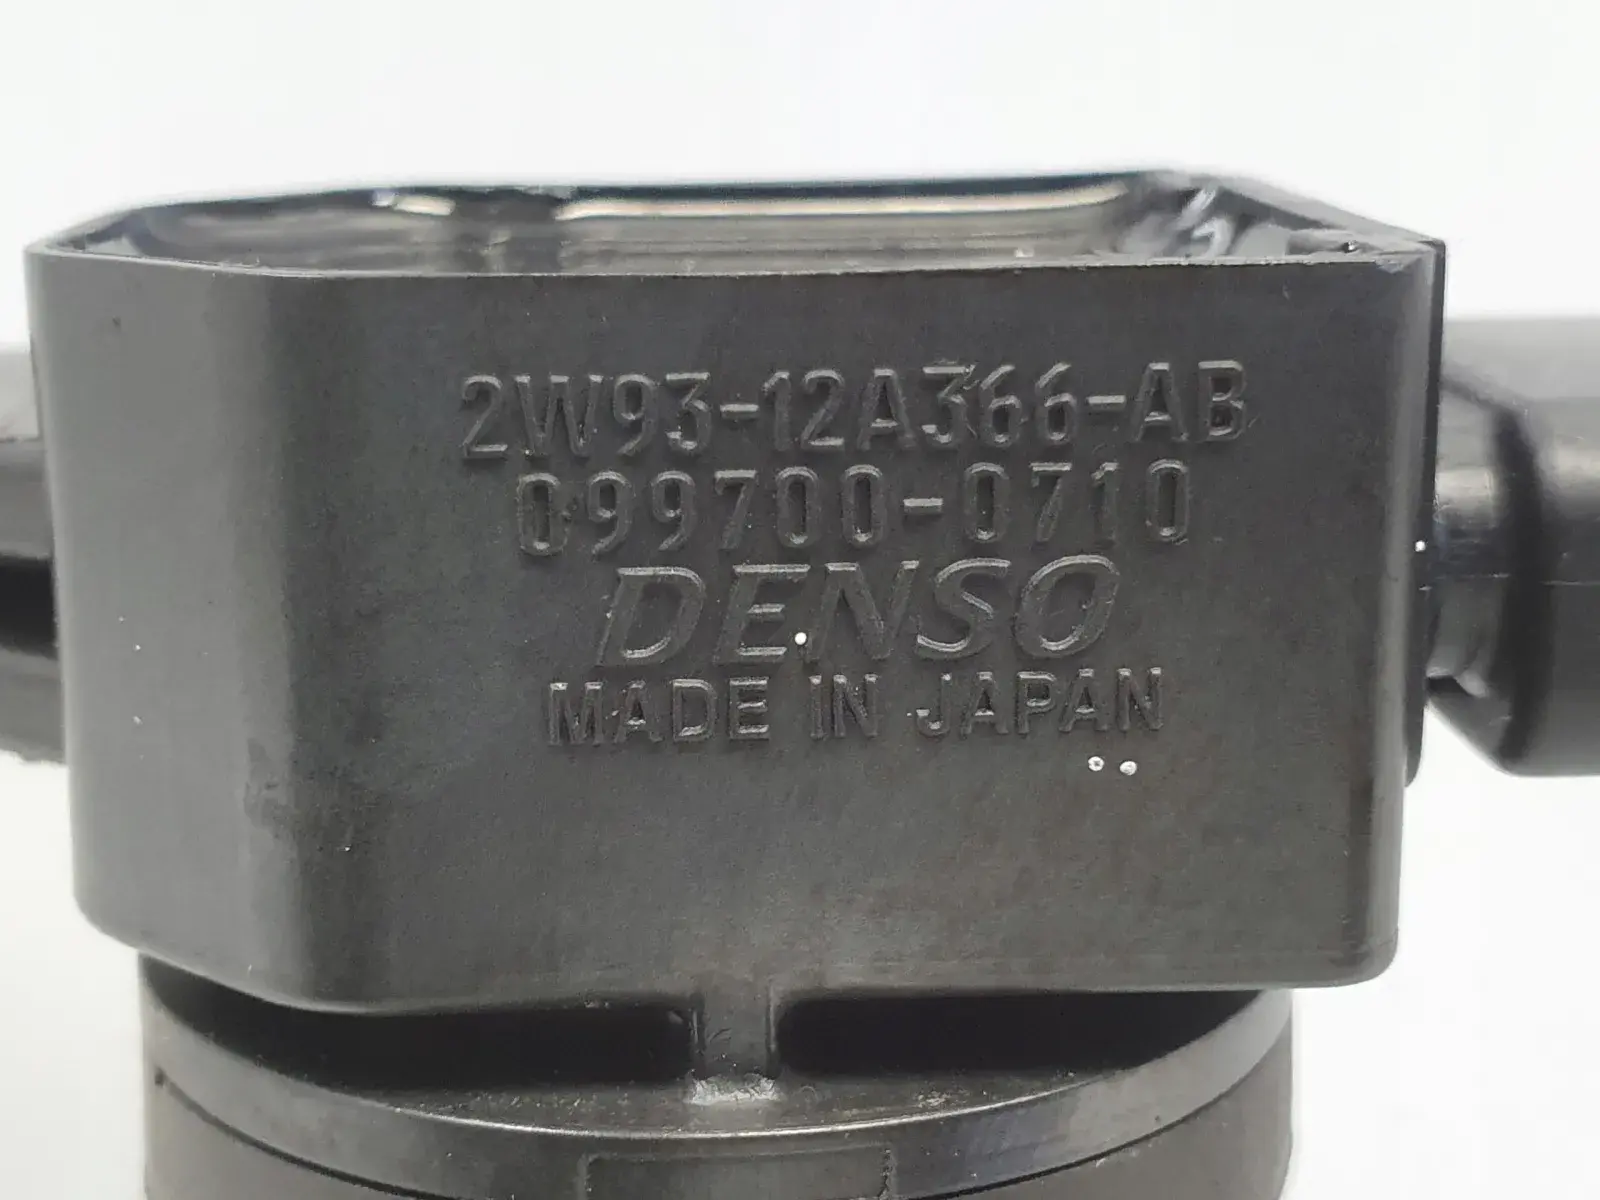 2W93-12A366-AB
099700-0710
DENSO
MADE IN JAPAN